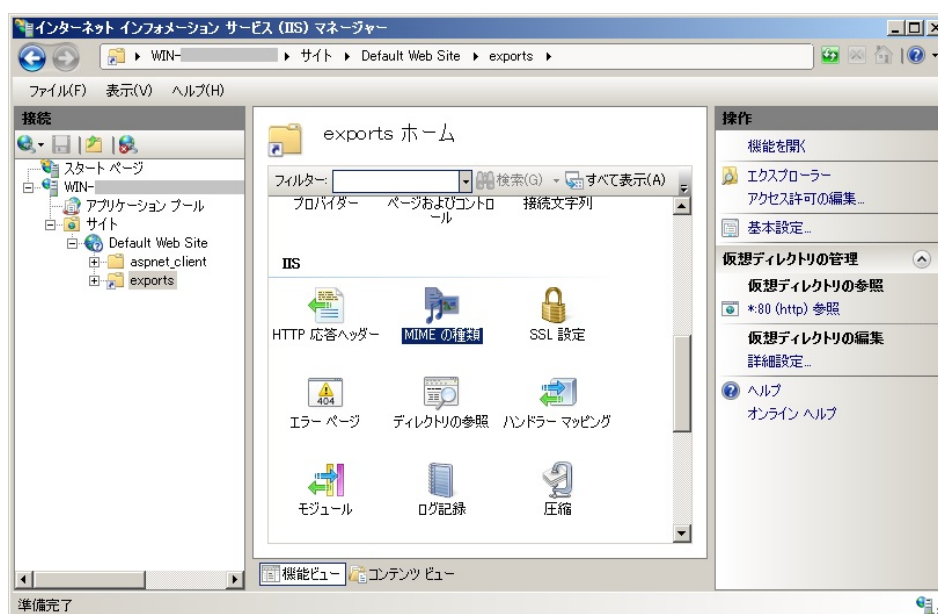 インターネット インフォメーション サービス (IIS) マネージャー
WIN- サイト Default Web Site exports
ファイル(F) 表示(V) ヘルプ(H)
接続
スタート ページ
WIN-
アプリケーション プール
サイト
Default Web Site
aspnet_client
exports
exports ホーム
フィルター: 検索(G) すべて表示(A)
プロバイダー ページおよびコントロ 接続文字列
ール
IIS
HTTP 応答ヘッダー MIME の種類 SSL 設定
404
エラー ページ ディレクトリの参照 ハンドラー マッピング
モジュール ログ記録 圧縮
機能ビュー コンテンツ ビュー
操作
機能を開く
エクスプローラー
アクセス許可の編集...
基本設定...
仮想ディレクトリの管理
仮想ディレクトリの参照
*:80 (http) 参照
仮想ディレクトリの編集
詳細設定...
ヘルプ
オンライン ヘルプ
準備完了